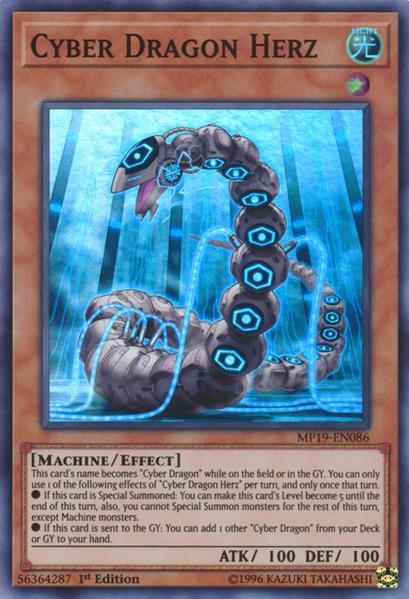 CYBER DRAGON HERZ
LIGHT
光
MP19-EN086
[MACHINE/EFFECT]
This card's name becomes "Cyber Dragon" while on the field or in the GY. You can only
use 1 of the following effects of "Cyber Dragon Herz" per turn, and only once that turn.
● If this card is Special Summoned: You can make this card's Level become 5 until the
end of this turn, also, you cannot Special Summon monsters for the rest of this turn,
except Machine monsters.
● If this card is sent to the GY: You can add 1 other "Cyber Dragon" from your Deck
or GY to your hand.
ATK/ 100 DEF/ 100
56364287 1st Edition ©1996 KAZUKI TAKAHASHI